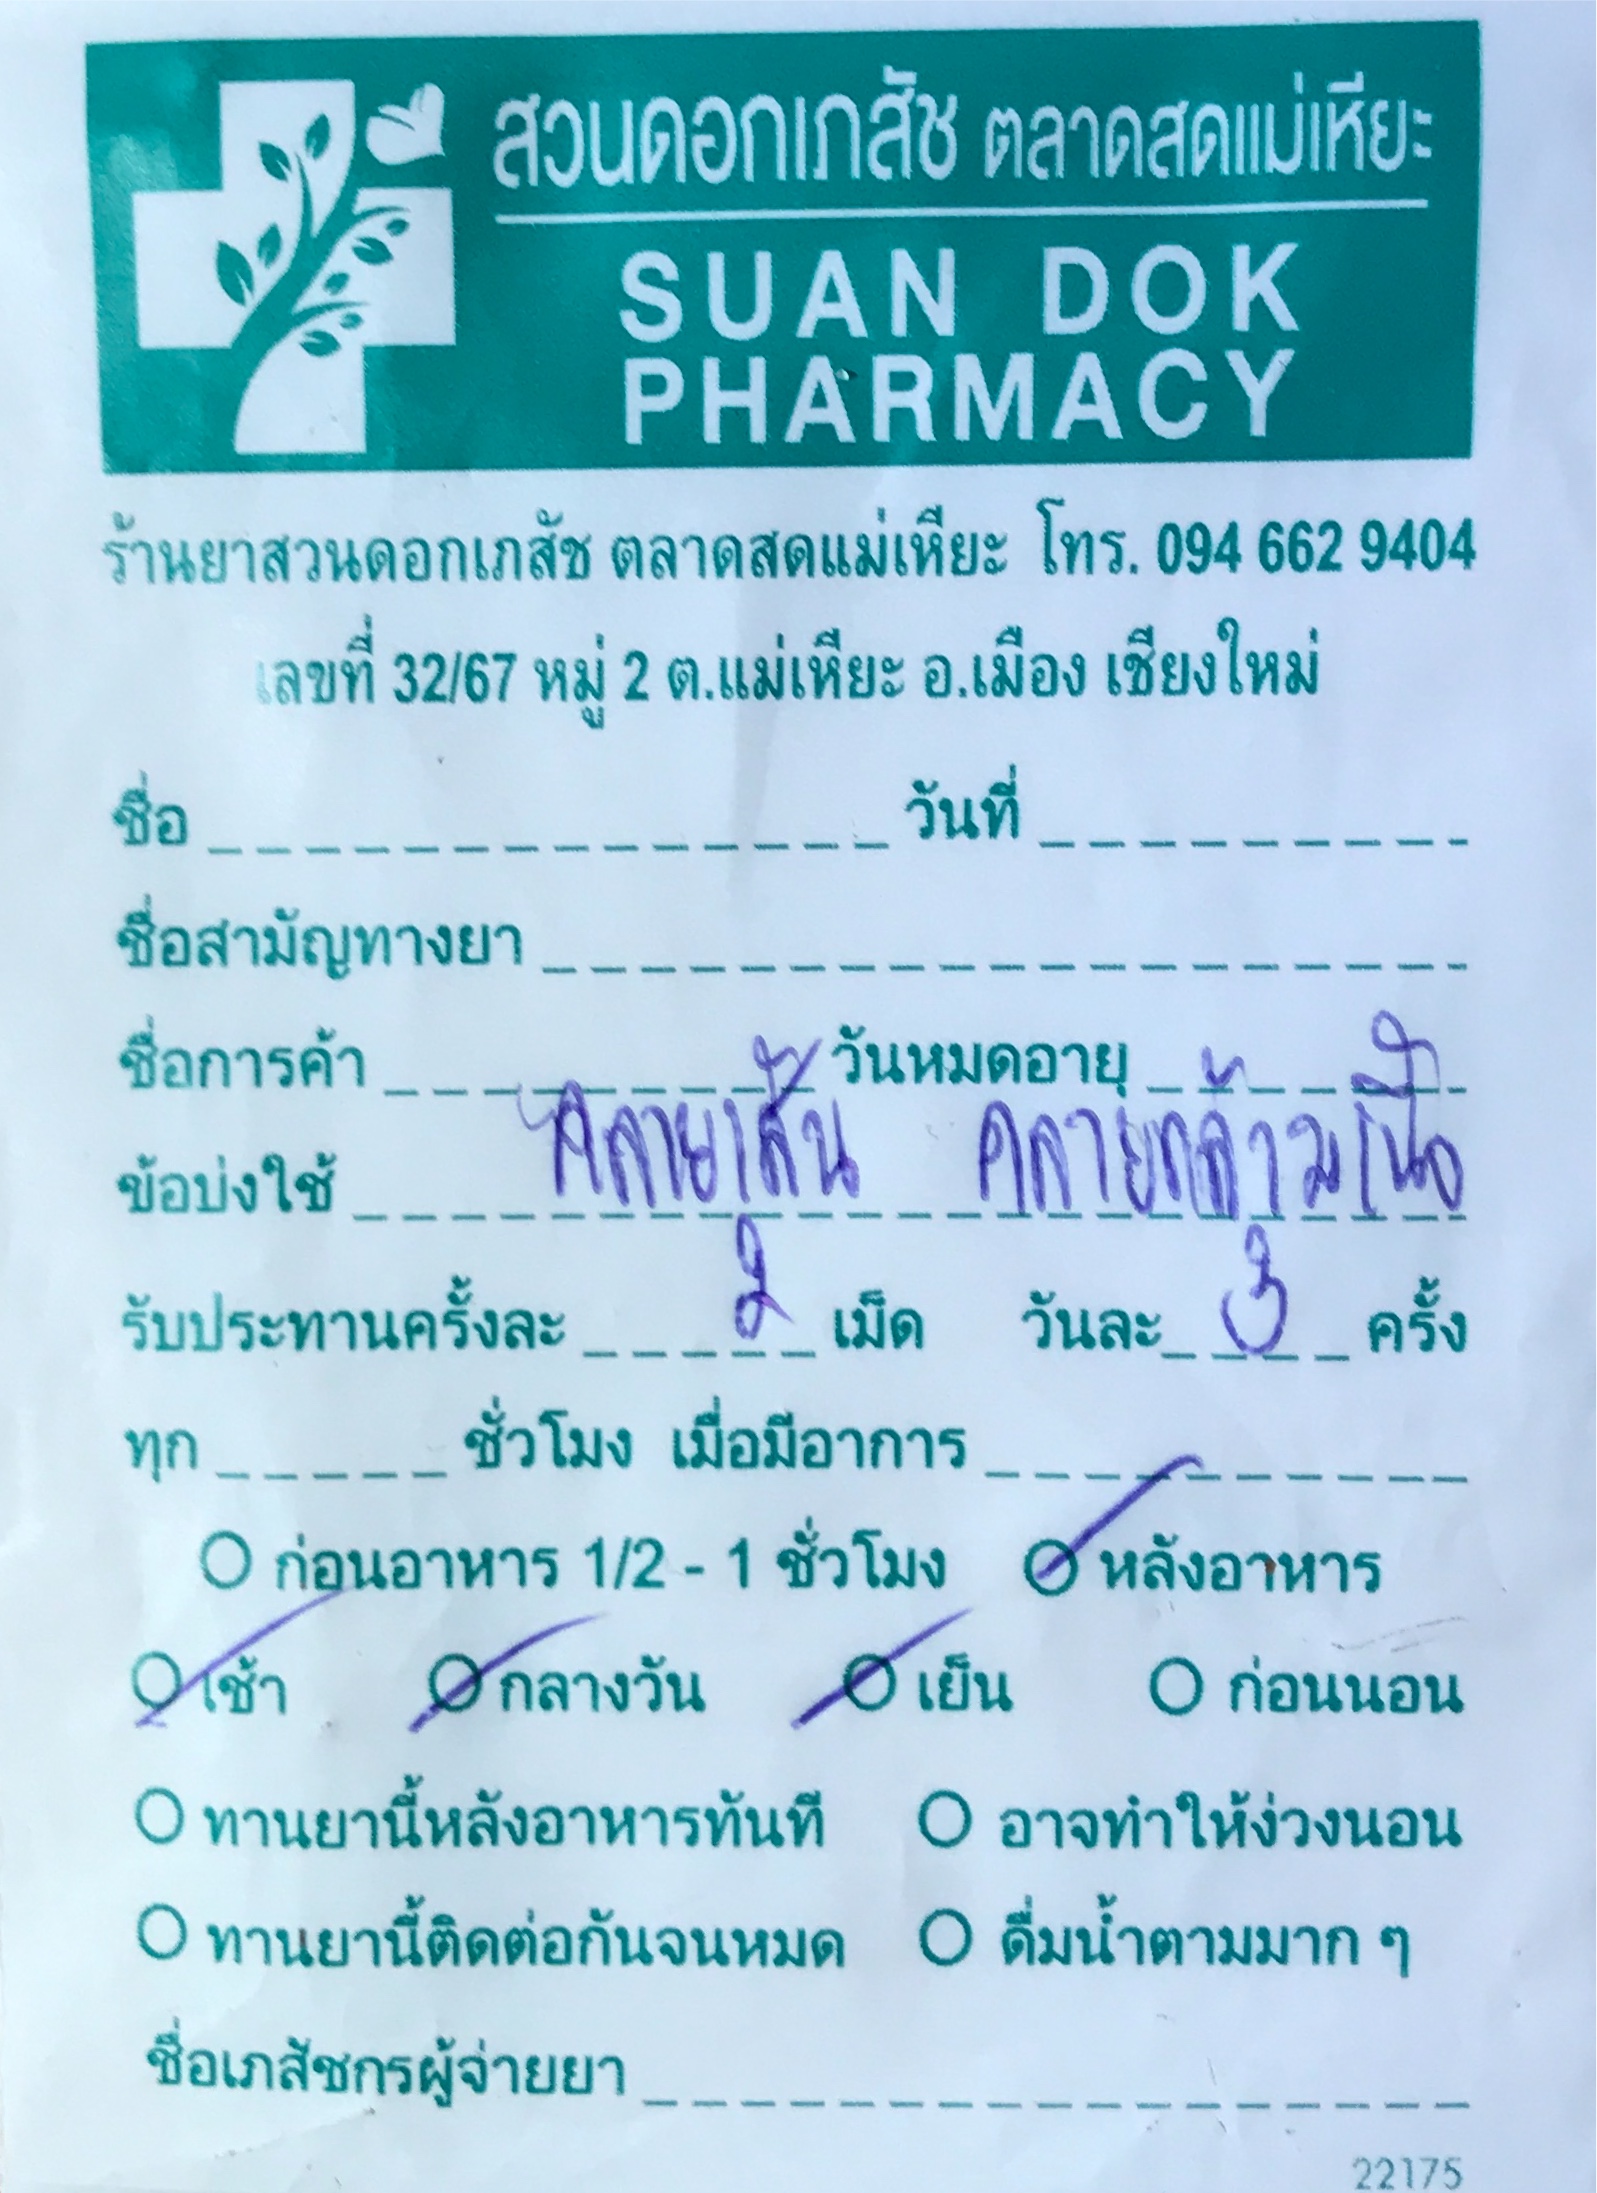 สวนดอกเภสัช ตลาดสดแม่เหียะ
SUAN DOK
PHARMACY
ร้านยาสวนดอกเภสัช ตลาดสดแม่เหียะ โทร. 094 662 9404
เลขที่ 32/67 หมู่ 2 ต.แม่เหียะ อ.เมือง เชียงใหม่
ชื่อ วันที่
ชื่อสามัญทางยา
ชื่อการค้า วันหมดอายุ
ข้อบ่งใช้ คลายเส้น คลายกล้ามเนื้อ
รับประทานครั้งละ 2 เม็ด วันละ 3 ครั้ง
ทุก ชั่วโมง เมื่อมีอาการ
ก่อนอาหาร 1/2 - 1 ชั่วโมง หลังอาหาร
เช้า กลางวัน เย็น ก่อนนอน
ทานยานี้หลังอาหารทันที อาจทำให้ง่วงนอน
ทานยานี้ติดต่อกันจนหมด ดื่มน้ำตามมาก ๆ
ชื่อเภสัชกรผู้จ่ายยา
22175